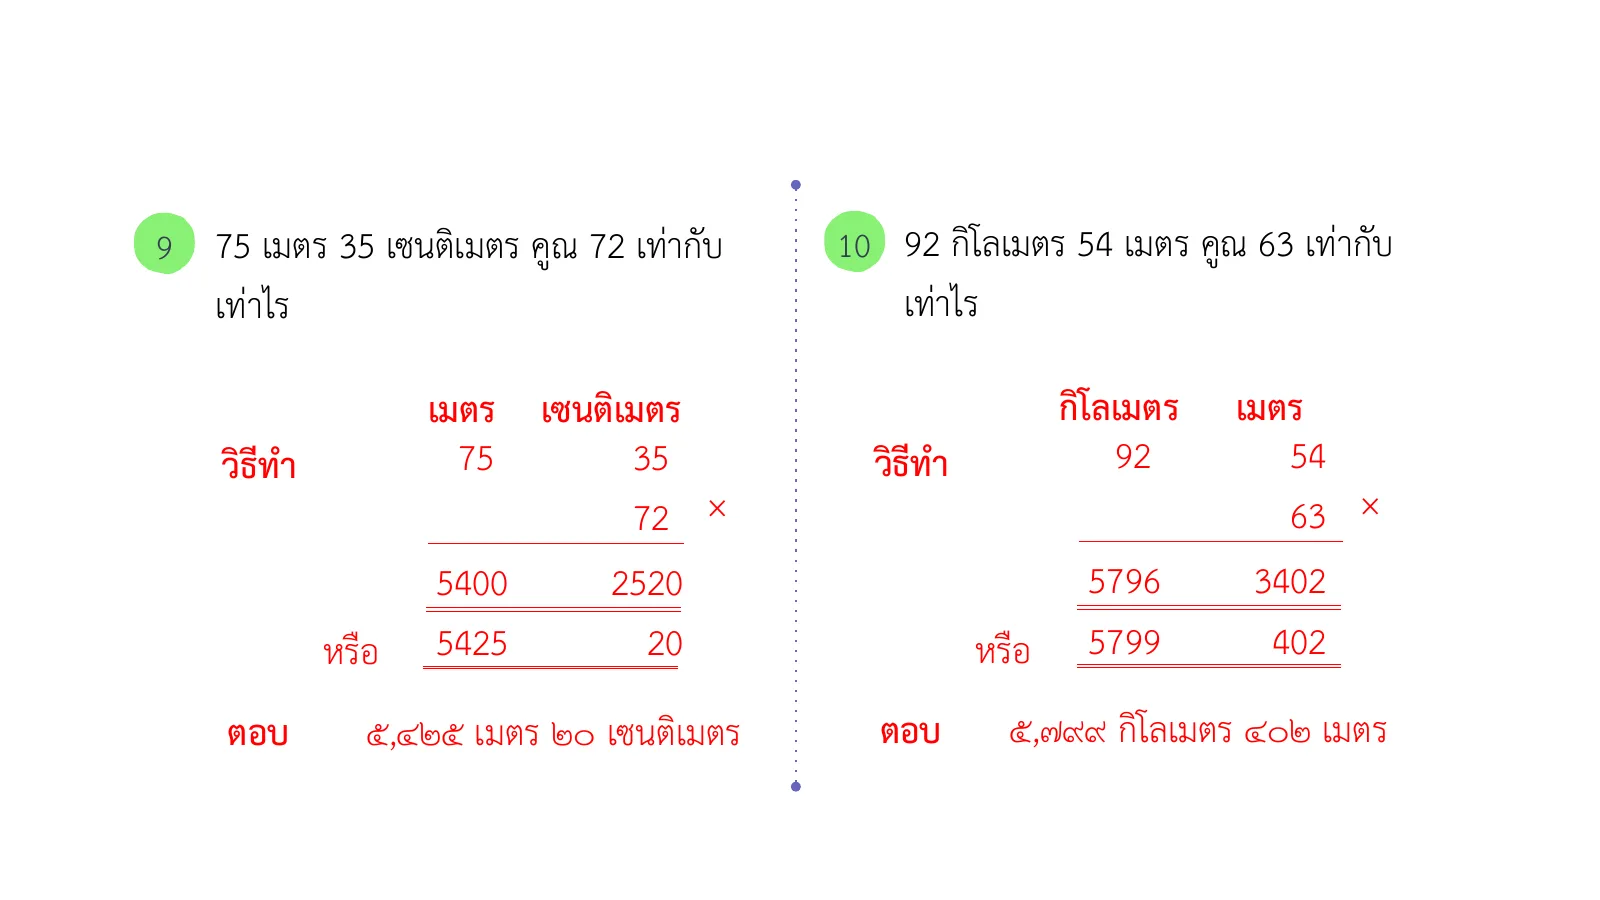 9
75 เมตร 35 เซนติเมตร คูณ 72 เท่ากับ
เท่าไร
เมตร เซนติเมตร
วิธีทำ 75 35
72 ×
5400 2520
หรือ 5425 20
ตอบ ๕,๔๒๕ เมตร ๒๐ เซนติเมตร
10
92 กิโลเมตร 54 เมตร คูณ 63 เท่ากับ
เท่าไร
กิโลเมตร เมตร
วิธีทำ 92 54
63 ×
5796 3402
หรือ 5799 402
ตอบ ๕,๗๙๙ กิโลเมตร ๔๐๒ เมตร